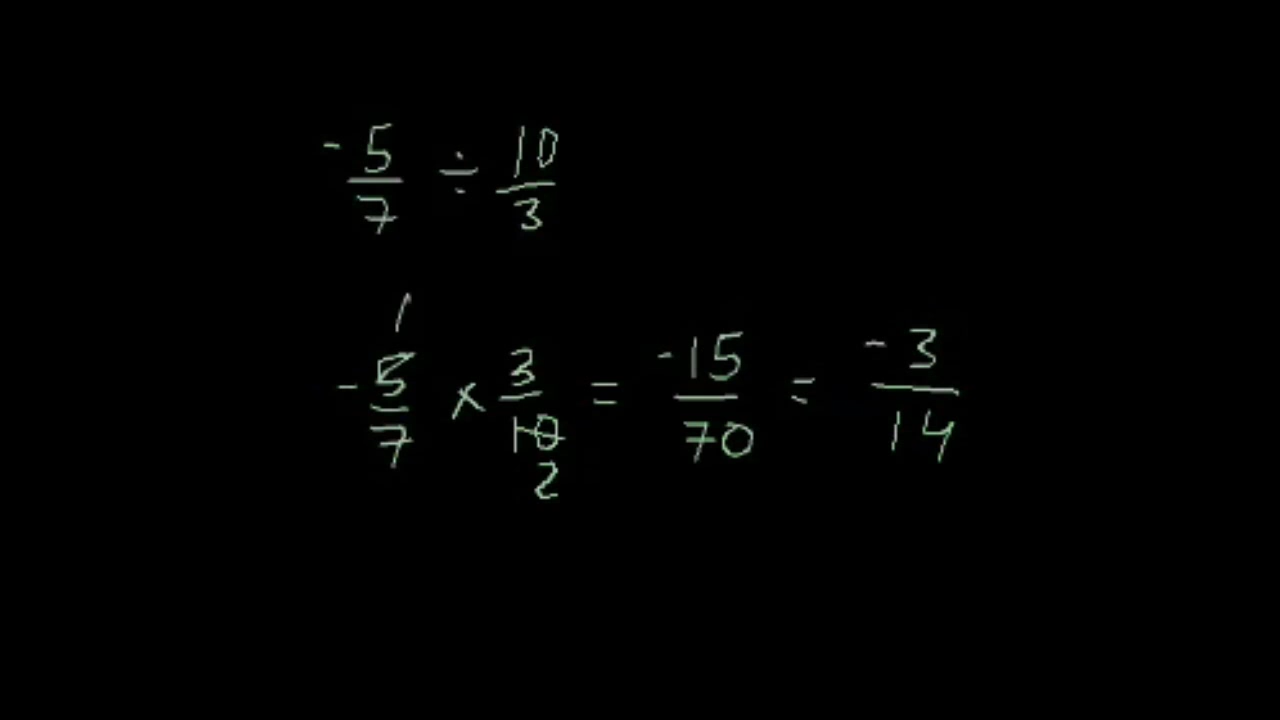 -5/7 ÷ 10/3
1
-5/7 × 3/10 = -15/70 = -3/14
2